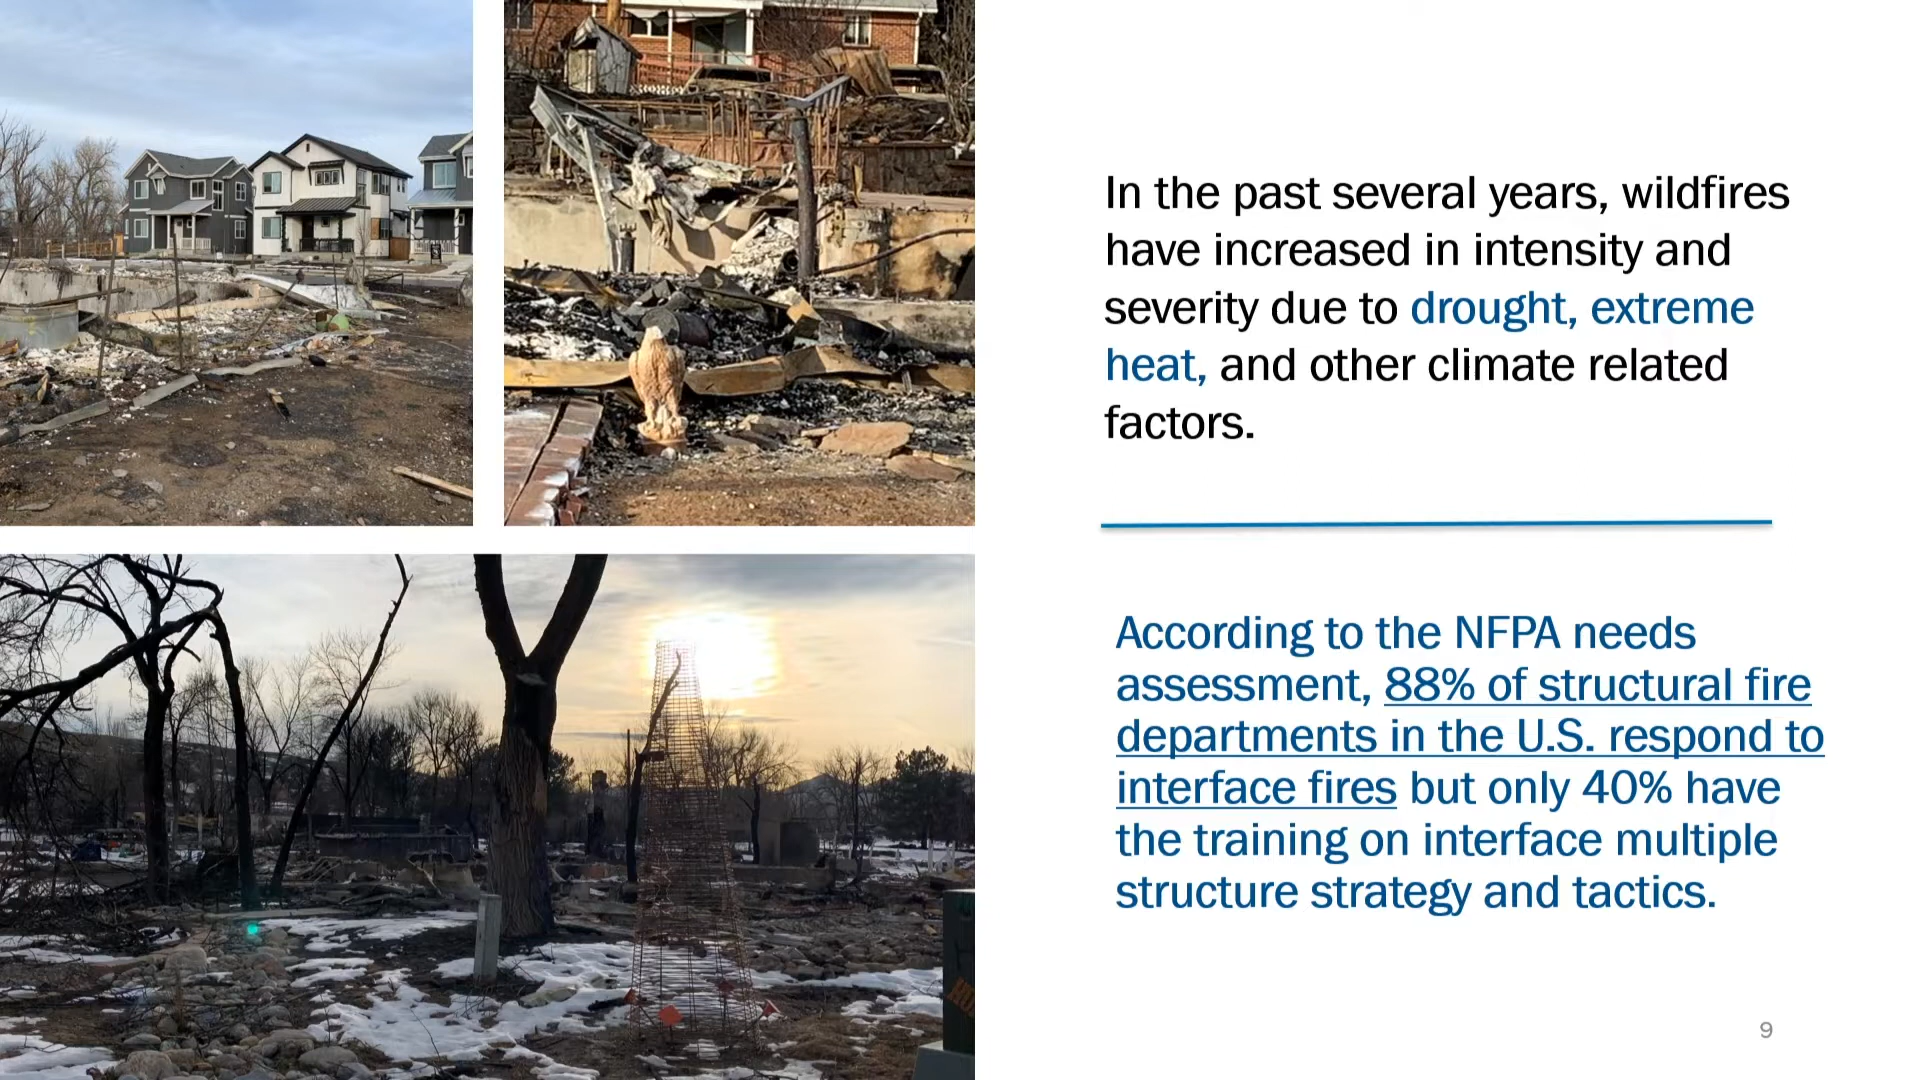 In the past several years, wildfires
have increased in intensity and
severity due to drought, extreme
heat, and other climate related
factors.
According to the NFPA needs
assessment, 88% of structural fire
departments in the U.S. respond to
interface fires but only 40% have
the training on interface multiple
structure strategy and tactics.
9